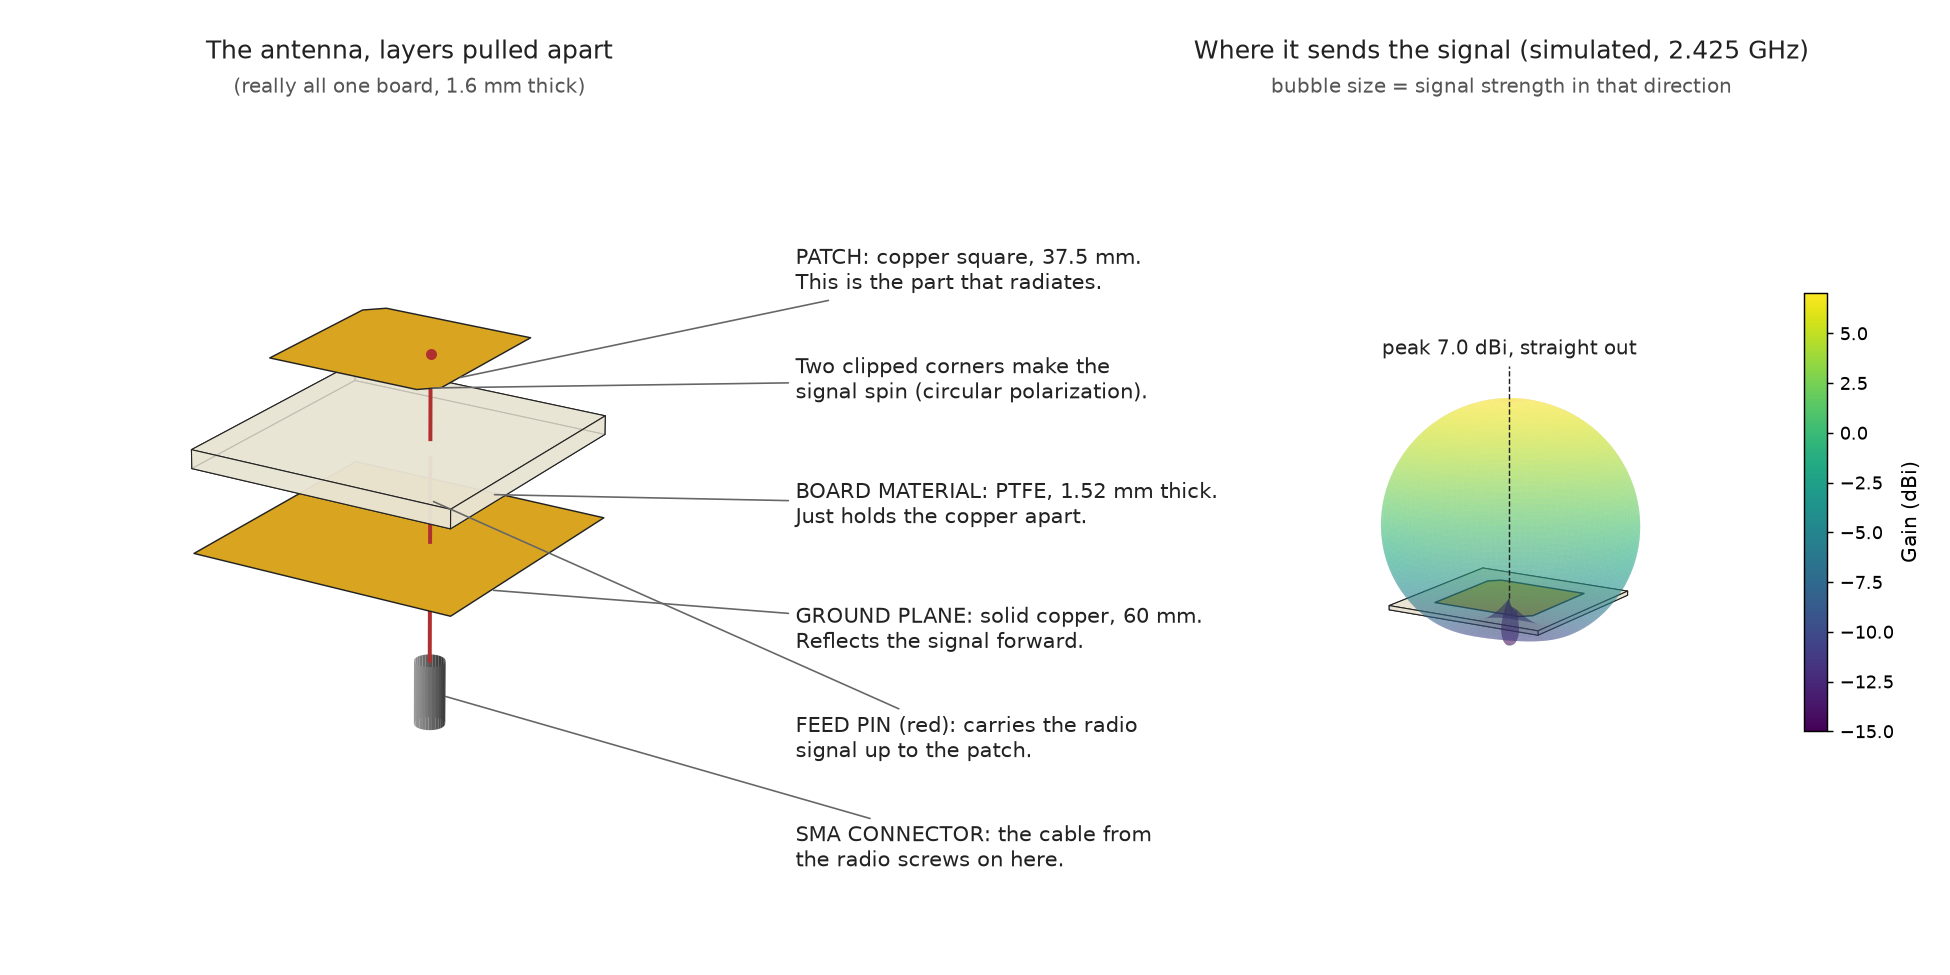 The antenna, layers pulled apart
(really all one board, 1.6 mm thick)
PATCH: copper square, 37.5 mm.
This is the part that radiates.
Two clipped corners make the
signal spin (circular polarization).
BOARD MATERIAL: PTFE, 1.52 mm thick.
Just holds the copper apart.
GROUND PLANE: solid copper, 60 mm.
Reflects the signal forward.
FEED PIN (red): carries the radio
signal up to the patch.
SMA CONNECTOR: the cable from
the radio screws on here.
Where it sends the signal (simulated, 2.425 GHz)
bubble size = signal strength in that direction
peak 7.0 dBi, straight out
5.0
2.5
0.0
−2.5
−5.0
−7.5
−10.0
−12.5
−15.0
Gain (dBi)